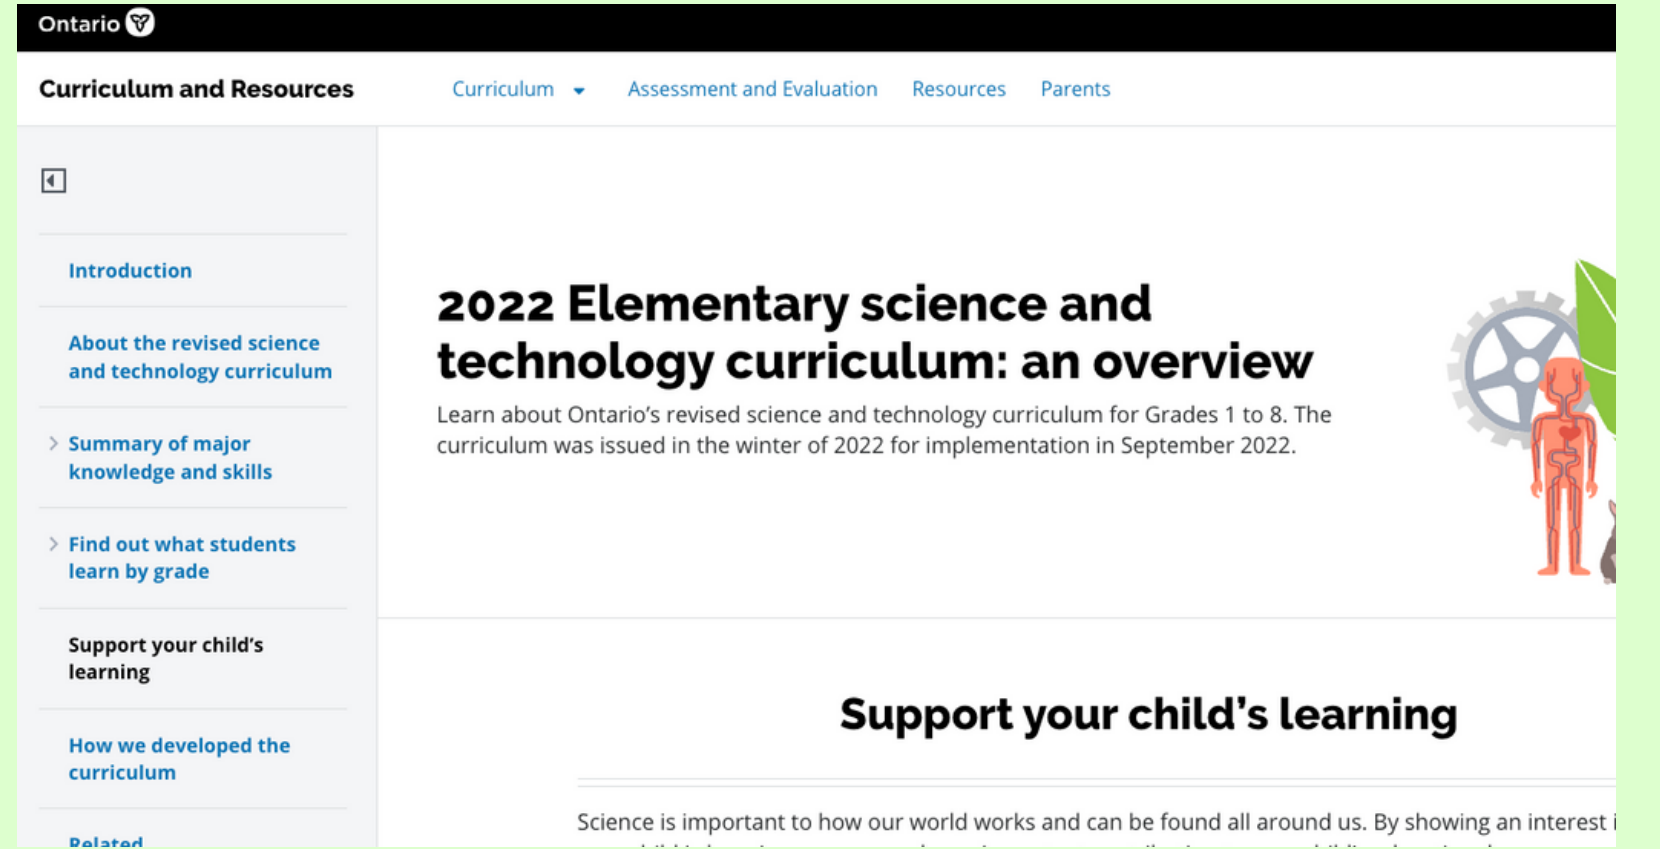 Ontario
Curriculum and Resources
Curriculum
Assessment and Evaluation
Resources
Parents
Introduction
About the revised science
and technology curriculum
Summary of major
knowledge and skills
Find out what students
learn by grade
Support your child's
learning
How we developed the
curriculum
Related
2022 Elementary science and
technology curriculum: an overview
Learn about Ontario's revised science and technology curriculum for Grades 1 to 8. The
curriculum was issued in the winter of 2022 for implementation in September 2022.
Support your child's learning
Science is important to how our world works and can be found all around us. By showing an interest